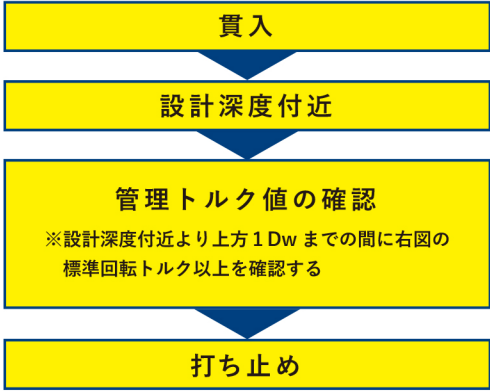 貫入
設計深度付近
管理トルク値の確認
※設計深度付近より上方１Dw までの間に右図の
標準回転トルク以上を確認する
打ち止め